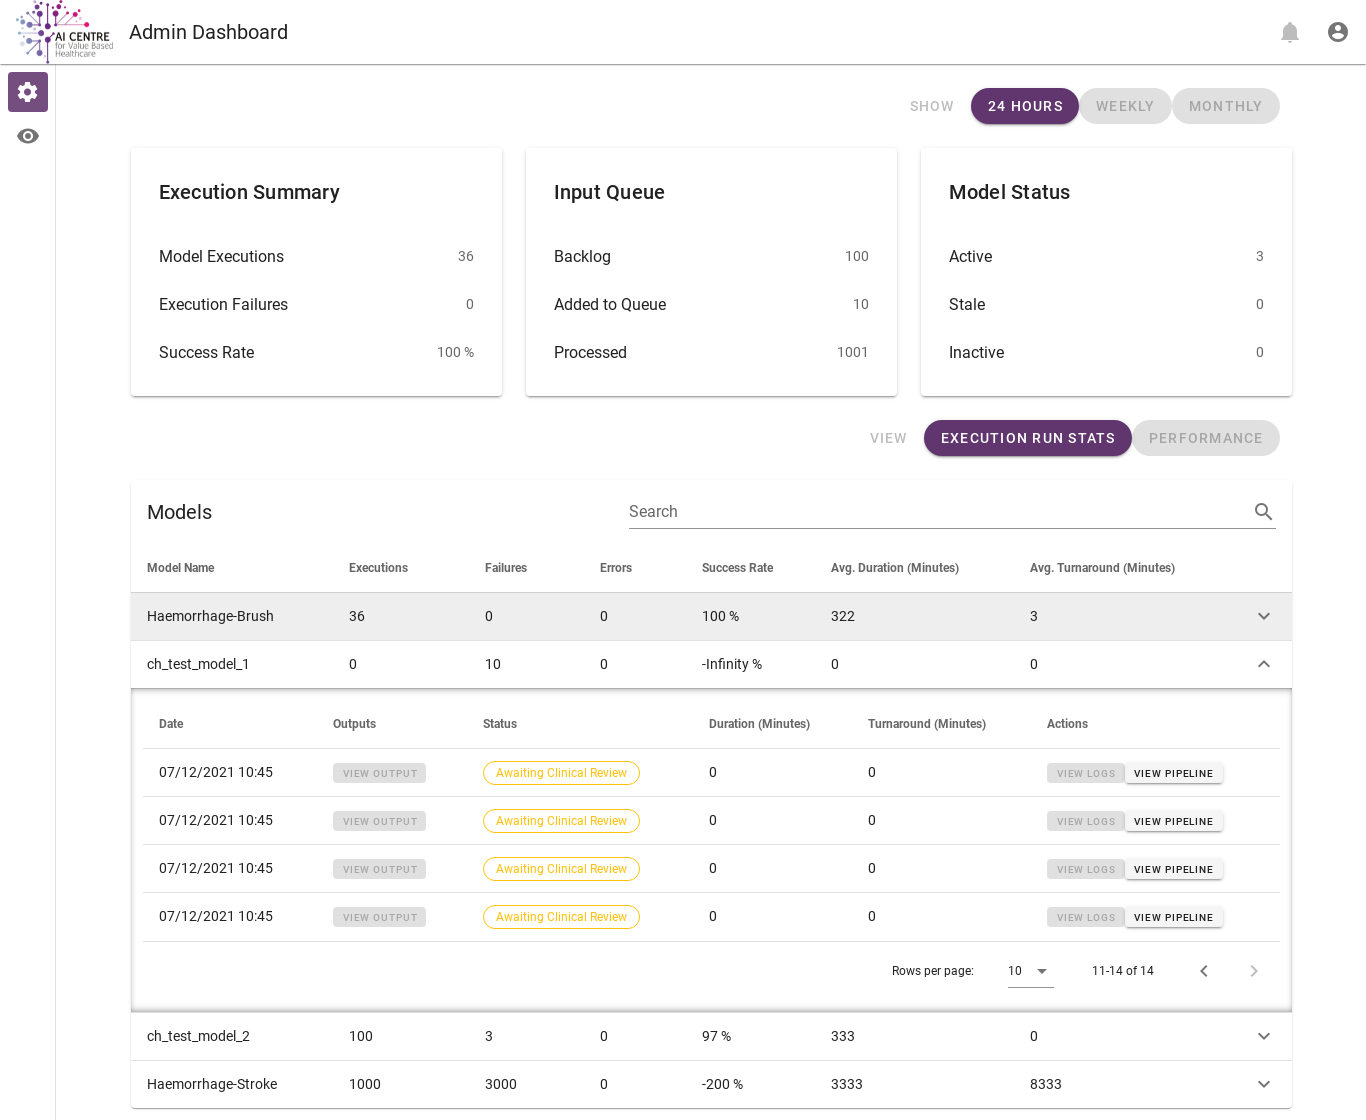 AI CENTRE
for Value Based
Healthcare
Admin Dashboard
SHOW 24 HOURS WEEKLY MONTHLY
Execution Summary
Model Executions 36
Execution Failures 0
Success Rate 100 %
Input Queue
Backlog 100
Added to Queue 10
Processed 1001
Model Status
Active 3
Stale 0
Inactive 0
VIEW EXECUTION RUN STATS PERFORMANCE
Models Search
Model Name Executions Failures Errors Success Rate Avg. Duration (Minutes) Avg. Turnaround (Minutes)
Haemorrhage-Brush 36 0 0 100 % 322 3
ch_test_model_1 0 10 0 -Infinity % 0 0
Date Outputs Status Duration (Minutes) Turnaround (Minutes) Actions
07/12/2021 10:45 VIEW OUTPUT Awaiting Clinical Review 0 0 VIEW LOGS VIEW PIPELINE
07/12/2021 10:45 VIEW OUTPUT Awaiting Clinical Review 0 0 VIEW LOGS VIEW PIPELINE
07/12/2021 10:45 VIEW OUTPUT Awaiting Clinical Review 0 0 VIEW LOGS VIEW PIPELINE
07/12/2021 10:45 VIEW OUTPUT Awaiting Clinical Review 0 0 VIEW LOGS VIEW PIPELINE
Rows per page: 10 11-14 of 14
ch_test_model_2 100 3 0 97 % 333 0
Haemorrhage-Stroke 1000 3000 0 -200 % 3333 8333